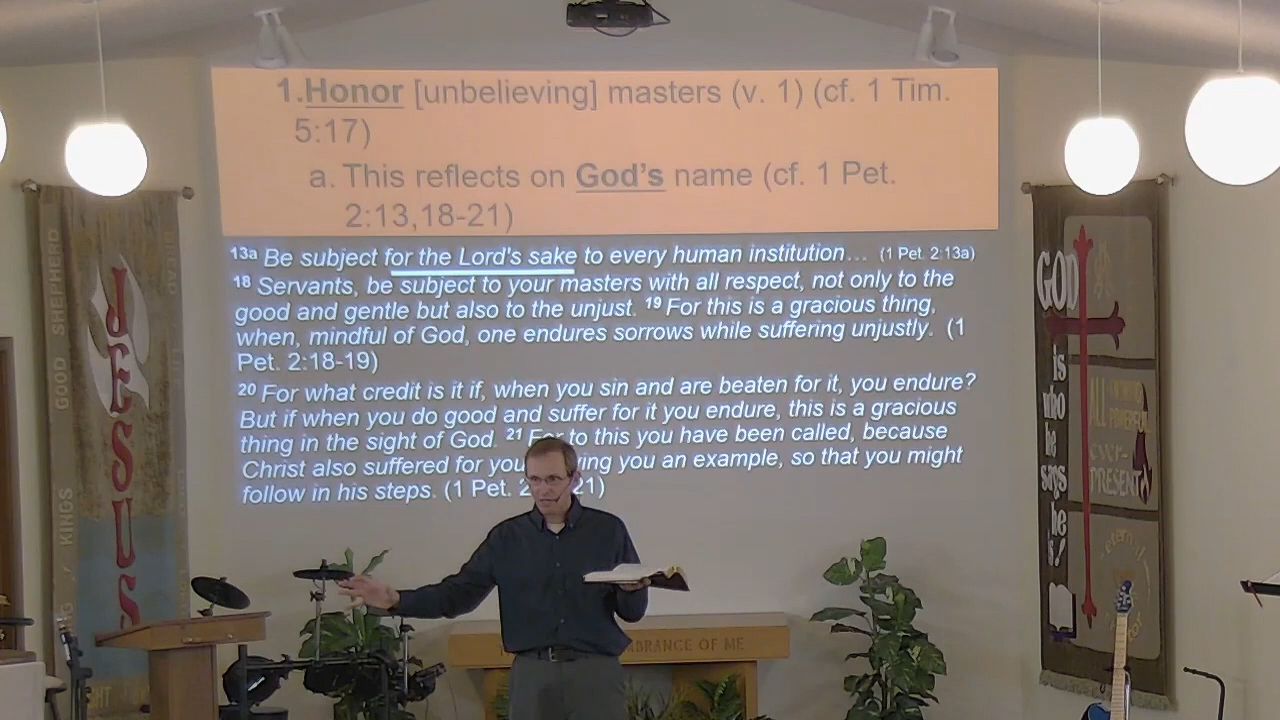 1.Honor [unbelieving] masters (v. 1) (cf. 1 Tim.
5:17)
a. This reflects on God's name (cf. 1 Pet.
2:13,18-21)
13a Be subject for the Lord's sake to every human institution… (1 Pet. 2:13a)
18 Servants, be subject to your masters with all respect, not only to the
good and gentle but also to the unjust. 19 For this is a gracious thing,
when, mindful of God, one endures sorrows while suffering unjustly. (1
Pet. 2:18-19)
20 For what credit is it if, when you sin and are beaten for it, you endure?
But if when you do good and suffer for it you endure, this is a gracious
thing in the sight of God. 21 For to this you have been called, because
Christ also suffered for you, ving you an example, so that you might
follow in his steps. (1 Pet. 2 21)
GOD SHEPHERD
KINGS
JESUS
GOD
is
who
he
says
he
is!
ALL
POWERFUL
EVER-
PRESENT
eternal
BRANCE OF ME